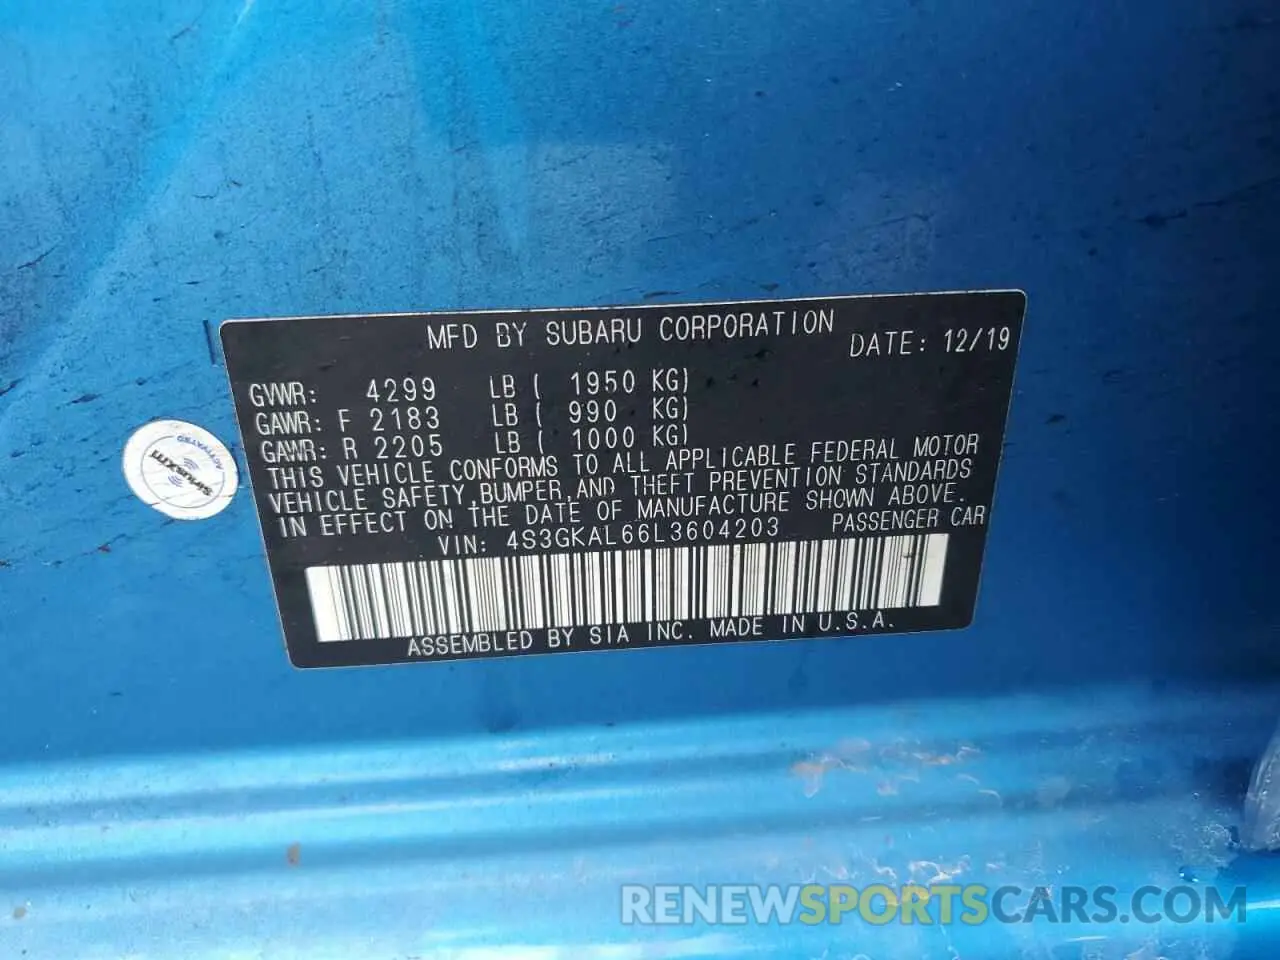 MFD BY SUBARU CORPORATION
DATE: 12/19
GVWR: 4299 LB ( 1950 KG)
GAWR: F 2183 LB ( 990 KG)
GAWR: R 2205 LB ( 1000 KG)
THIS VEHICLE CONFORMS TO ALL APPLICABLE FEDERAL MOTOR
VEHICLE SAFETY, BUMPER, AND THEFT PREVENTION STANDARDS
IN EFFECT ON THE DATE OF MANUFACTURE SHOWN ABOVE.
VIN: 4S3GKAL66L3604203 PASSENGER CAR
ASSEMBLED BY SIA INC. MADE IN U.S.A.
((SiriusXM))
ACTIVATED
RENEWSPORTSCARS.COM